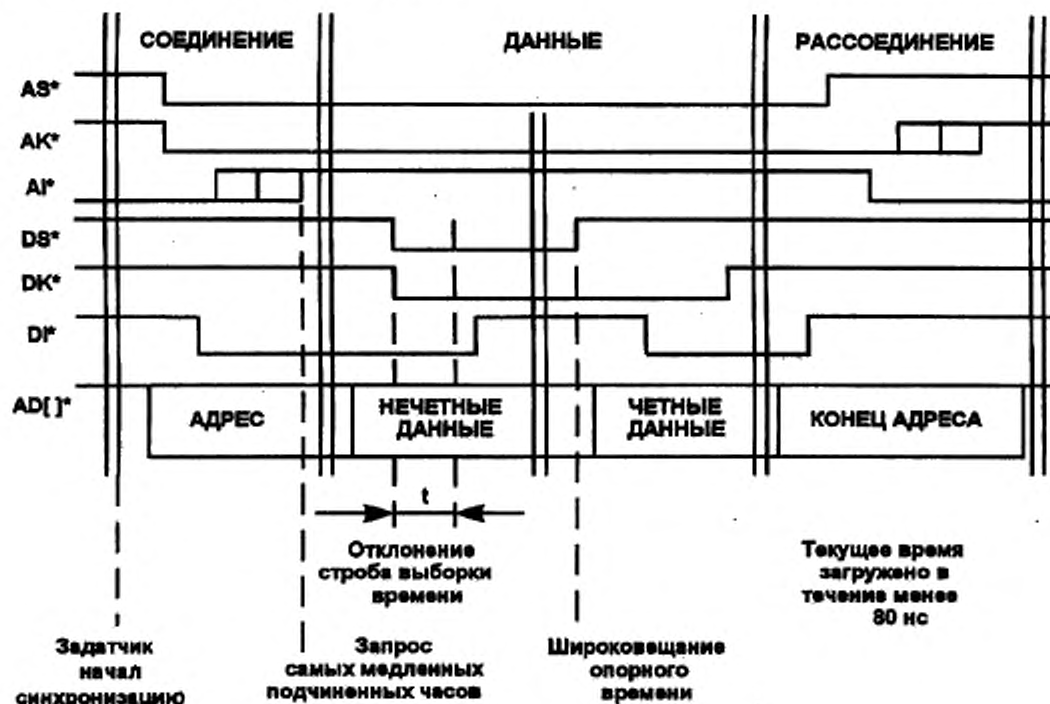 СОЕДИНЕНИЕ
ДАННЫЕ
РАССОЕДИНЕНИЕ
AS*
AK*
AI*
DS*
DK*
DI*
AD[ ]*
АДРЕС
НЕЧЕТНЫЕ
ДАННЫЕ
ЧЕТНЫЕ
ДАННЫЕ
КОНЕЦ АДРЕСА
t
Отклонение
строба выборки
времени
Текущее время
загружено в
течение менее
80 нс
Задатчик
начал
синхронизацию
Запрос
самых медленных
подчиненных часов
Широковещание
опорного
времени